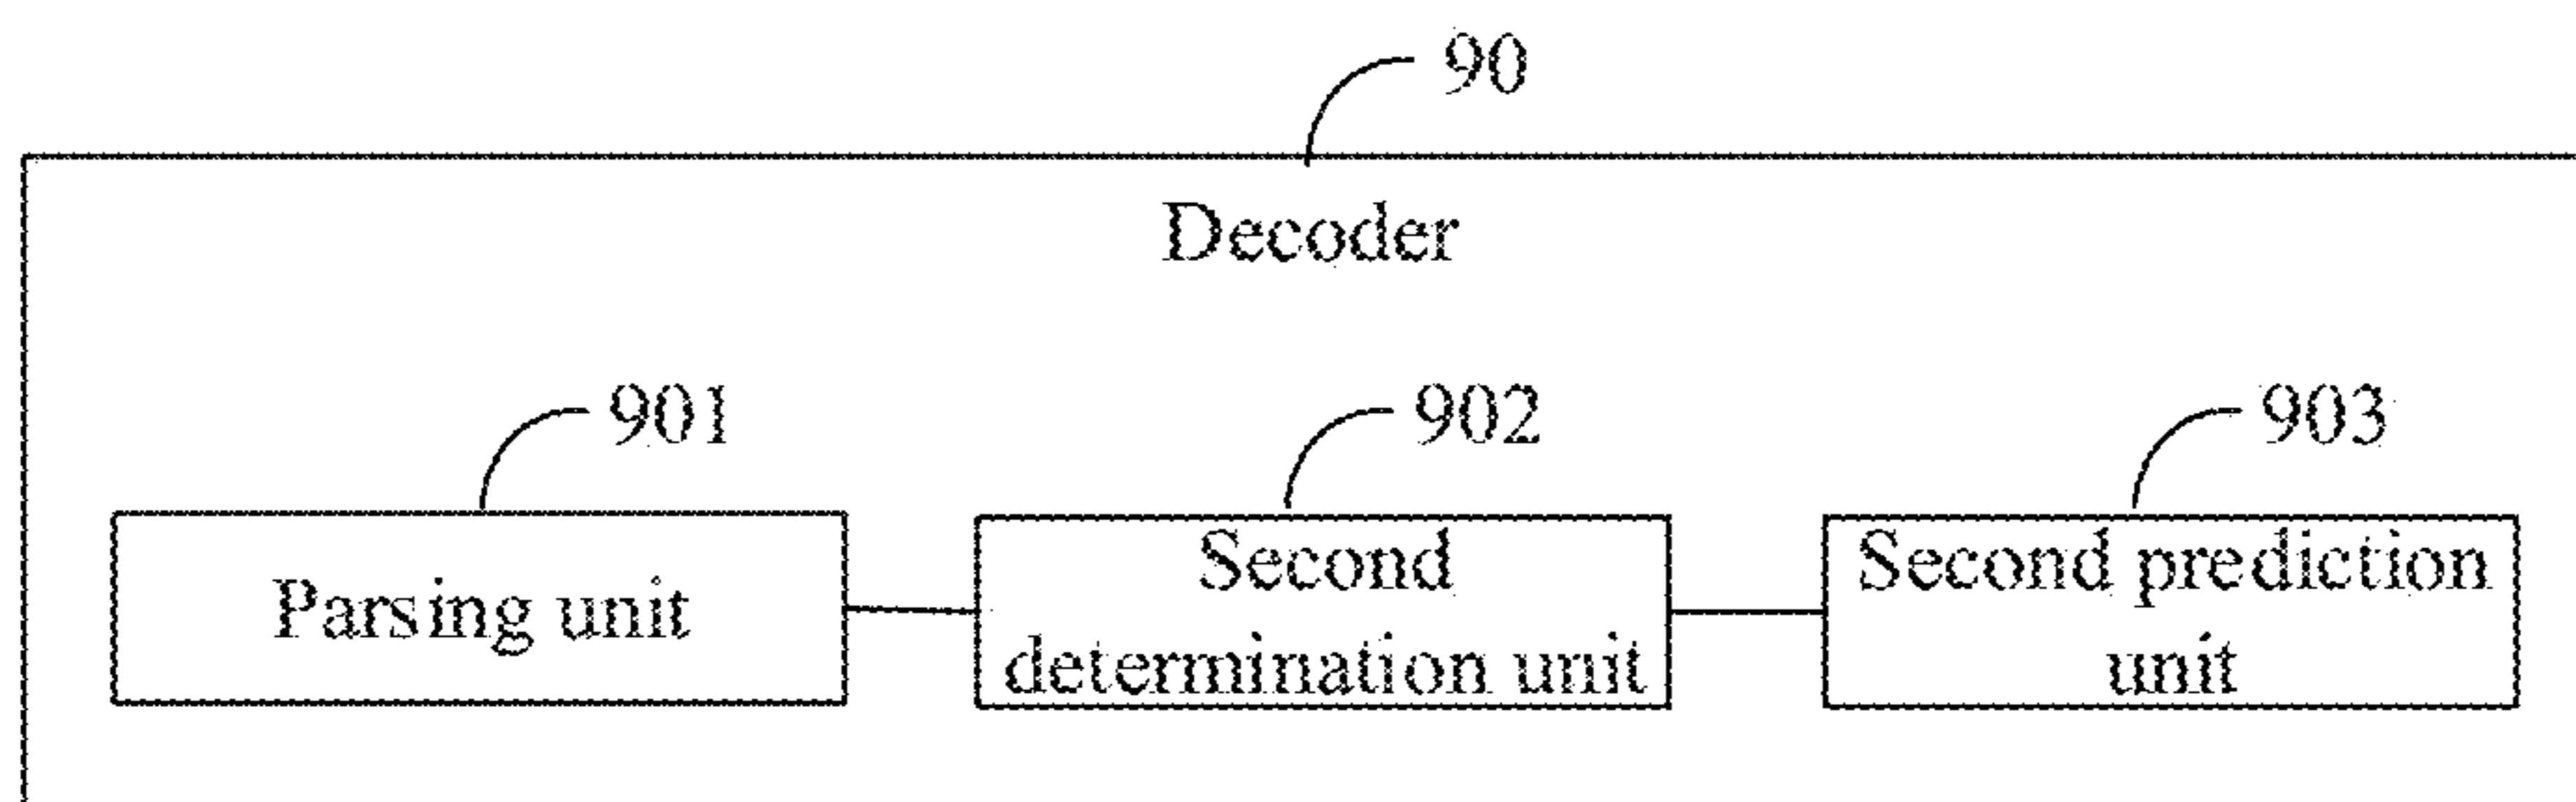 90
Decoder
901
902
903
Parsing unit
Second
determination unit
Second prediction
unit